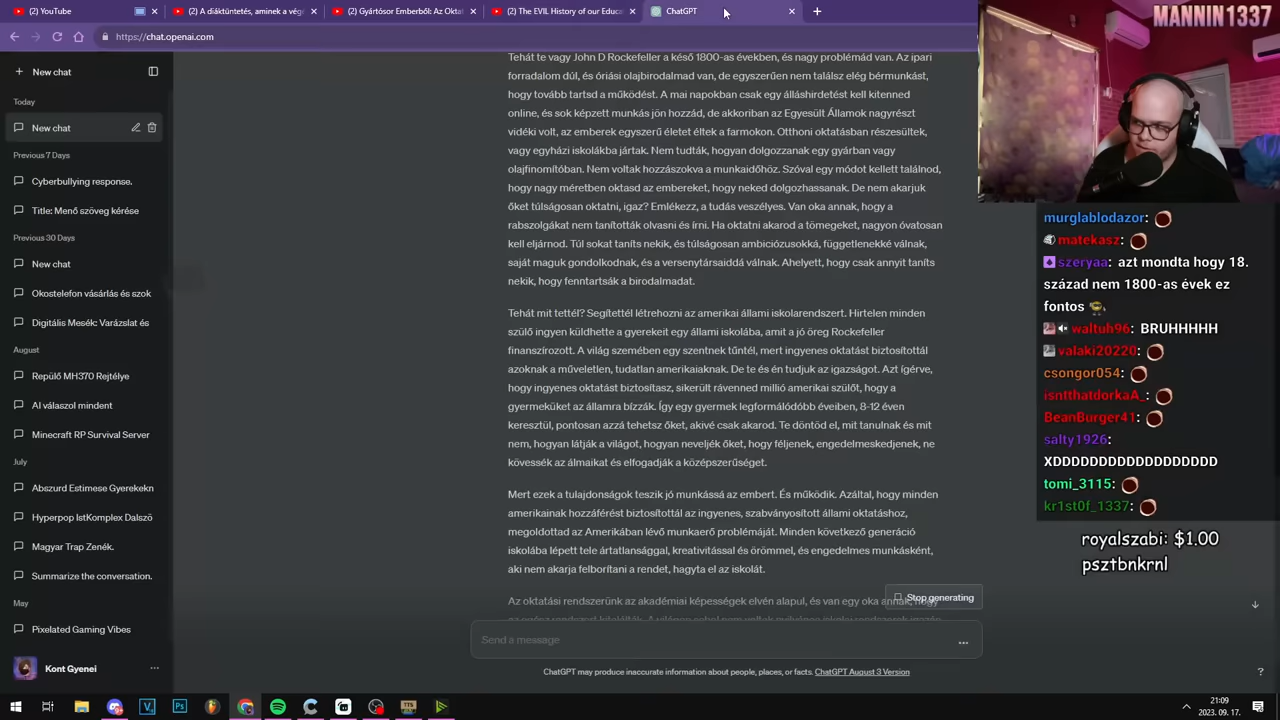 (2) YouTube
(2) A diáktüntetés, aminek a vég
(2) Gyártósor Emberből: Az Oktat
(2) The EVIL History of our Educa
ChatGPT
https://chat.openai.com
MANNIN1337
New chat
Today
New chat
Previous 7 Days
Cyberbullying response.
Title: Menő szöveg kérése
Previous 30 Days
New chat
Okostelefon vásárlás és szok
Digitális Mesék: Varázslat és
August
Repülő MH370 Rejtélye
AI válaszol mindent
Minecraft RP Survival Server
July
Abszurd Estimese Gyerekekn
Hyperpop IstKomplex Dalszö
Magyar Trap Zenék.
Summarize the conversation.
May
Pixelated Gaming Vibes
Kont Gyenei
Tehát te vagy John D Rockefeller a késő 1800-as években, és nagy problémád van. Az ipari
forradalom dúl, és óriási olajbirodalmad van, de egyszerűen nem találsz elég bérmunkást,
hogy tovább tartsd a működést. A mai napokban csak egy álláshirdetést kell kitenned
online, és sok képzett munkás jön hozzád, de akkoriban az Egyesült Államok nagyrészt
vidéki volt, az emberek egyszerű életet éltek a farmokon. Otthoni oktatásban részesültek,
vagy egyházi iskolákba jártak. Nem tudták, hogyan dolgozzanak egy gyárban vagy
olajfinomítóban. Nem voltak hozzászokva a munkaidőhöz. Szóval egy módot kellett találnod,
hogy nagy méretben oktasd az embereket, hogy neked dolgozhassanak. De nem akarjuk
őket túlságosan oktatni, igaz? Emlékezz, a tudás veszélyes. Van oka annak, hogy a
rabszolgákat nem tanították olvasni és írni. Ha oktatni akarod a tömegeket, nagyon óvatosan
kell eljárnod. Túl sokat taníts nekik, és túlságosan ambiciózusokká, függetlenekké válnak,
saját maguk gondolkodnak, és a versenytársaiddá válnak. Ahelyett, hogy csak annyit taníts
nekik, hogy fenntartsák a birodalmadat.
Tehát mit tettél? Segítettél létrehozni az amerikai állami iskolarendszert. Hirtelen minden
szülő ingyen küldhette a gyerekeit egy állami iskolába, amit a jó öreg Rockefeller
finanszírozott. A világ szemében egy szentnek tűntél, mert ingyenes oktatást biztosítottál
azoknak a műveletlen, tudatlan amerikaiaknak. De te és én tudjuk az igazságot. Azt ígérve,
hogy ingyenes oktatást biztosítasz, sikerült rávenned millió amerikai szülőt, hogy a
gyermeküket az államra bízzák. Így egy gyermek legformálódóbb éveiben, 8-12 éven
keresztül, pontosan azzá tehetsz őket, akivé csak akarod. Te döntöd el, mit tanulnak és mit
nem, hogyan látják a világot, hogyan neveljék őket, hogy féljenek, engedelmeskedjenek, ne
kövessék az álmaikat és elfogadják a középszerűséget.
Mert ezek a tulajdonságok teszik jó munkássá az embert. És működik. Azáltal, hogy minden
amerikainak hozzáférést biztosítottál az ingyenes, szabványosított állami oktatáshoz,
megoldottad az Amerikában lévő munkaerő problémáját. Minden következő generáció
iskolába lépett tele ártatlansággal, kreativitással és örömmel, és engedelmes munkásként,
aki nem akarja felborítani a rendet, hagyta el az iskolát.
Az oktatási rendszerünk az akadémiai képességek elvén alapul, és van egy oka annak, hogy
Stop generating
Send a message
ChatGPT may produce inaccurate information about people, places, or facts. ChatGPT August 3 Version
murglablodazor:
matekasz:
szeryaa: azt mondta hogy 18.
század nem 1800-as évek ez
fontos
waltuh96: BRUHHHHH
valaki20220:
csongor054:
isntthatdorkaA_:
BeanBurger41:
salty1926:
XDDDDDDDDDDDDDDDDDD
tomi_3115:
kr1st0f_1337:
royalszabi: $1.00
psztbnkrnl
21:09
2023. 09. 17.